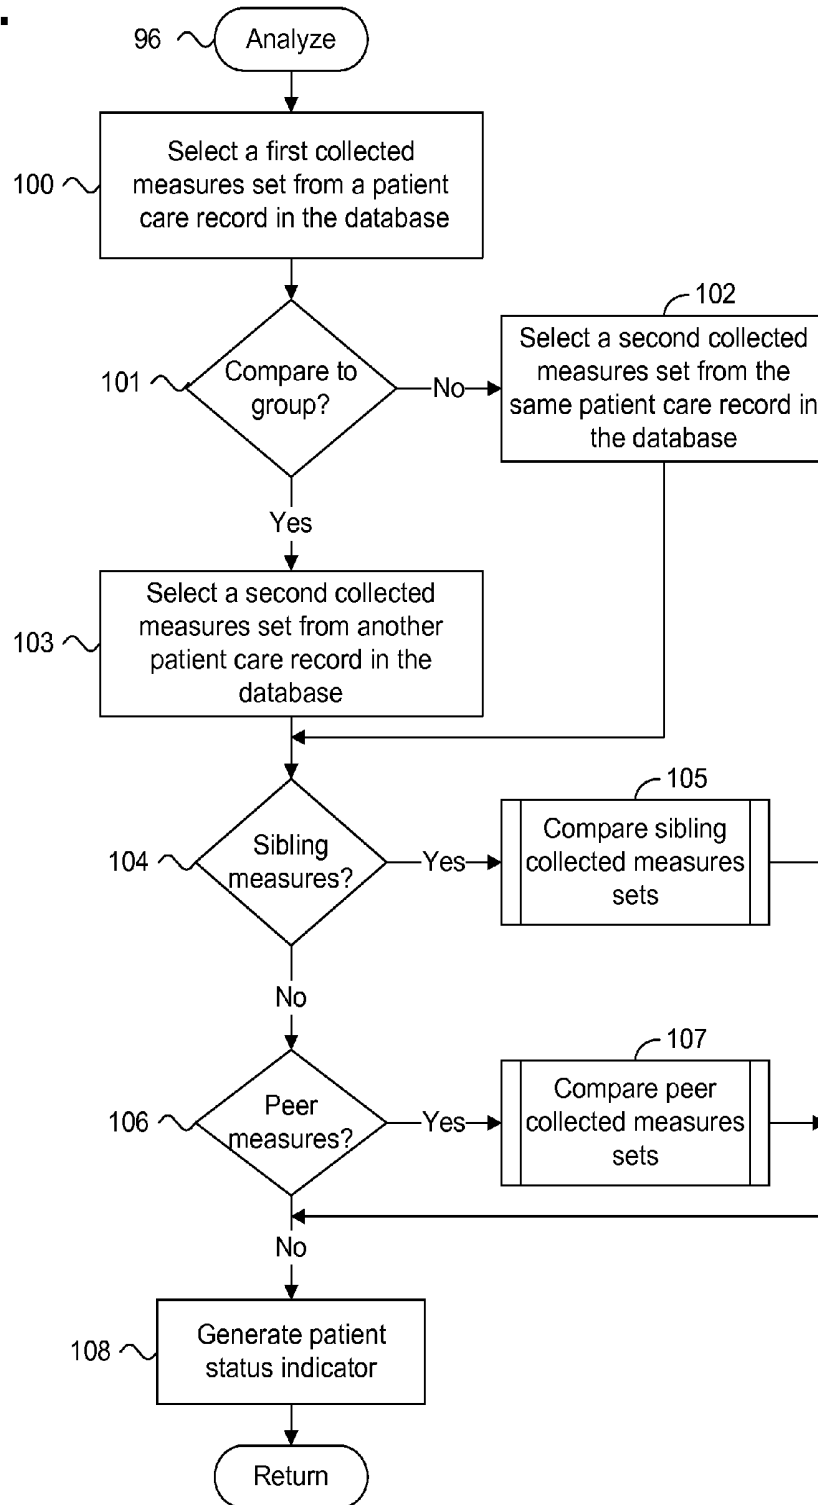 96
Analyze
Select a first collected
measures set from a patient
care record in the database
100
102
Compare to
group?
101
No
Select a second collected
measures set from the
same patient care record in
the database
Yes
Select a second collected
measures set from another
patient care record in the
database
103
105
Sibling
measures?
104
Yes
Compare sibling
collected measures
sets
No
107
Peer
measures?
106
Yes
Compare peer
collected measures
sets
No
Generate patient
status indicator
108
Return